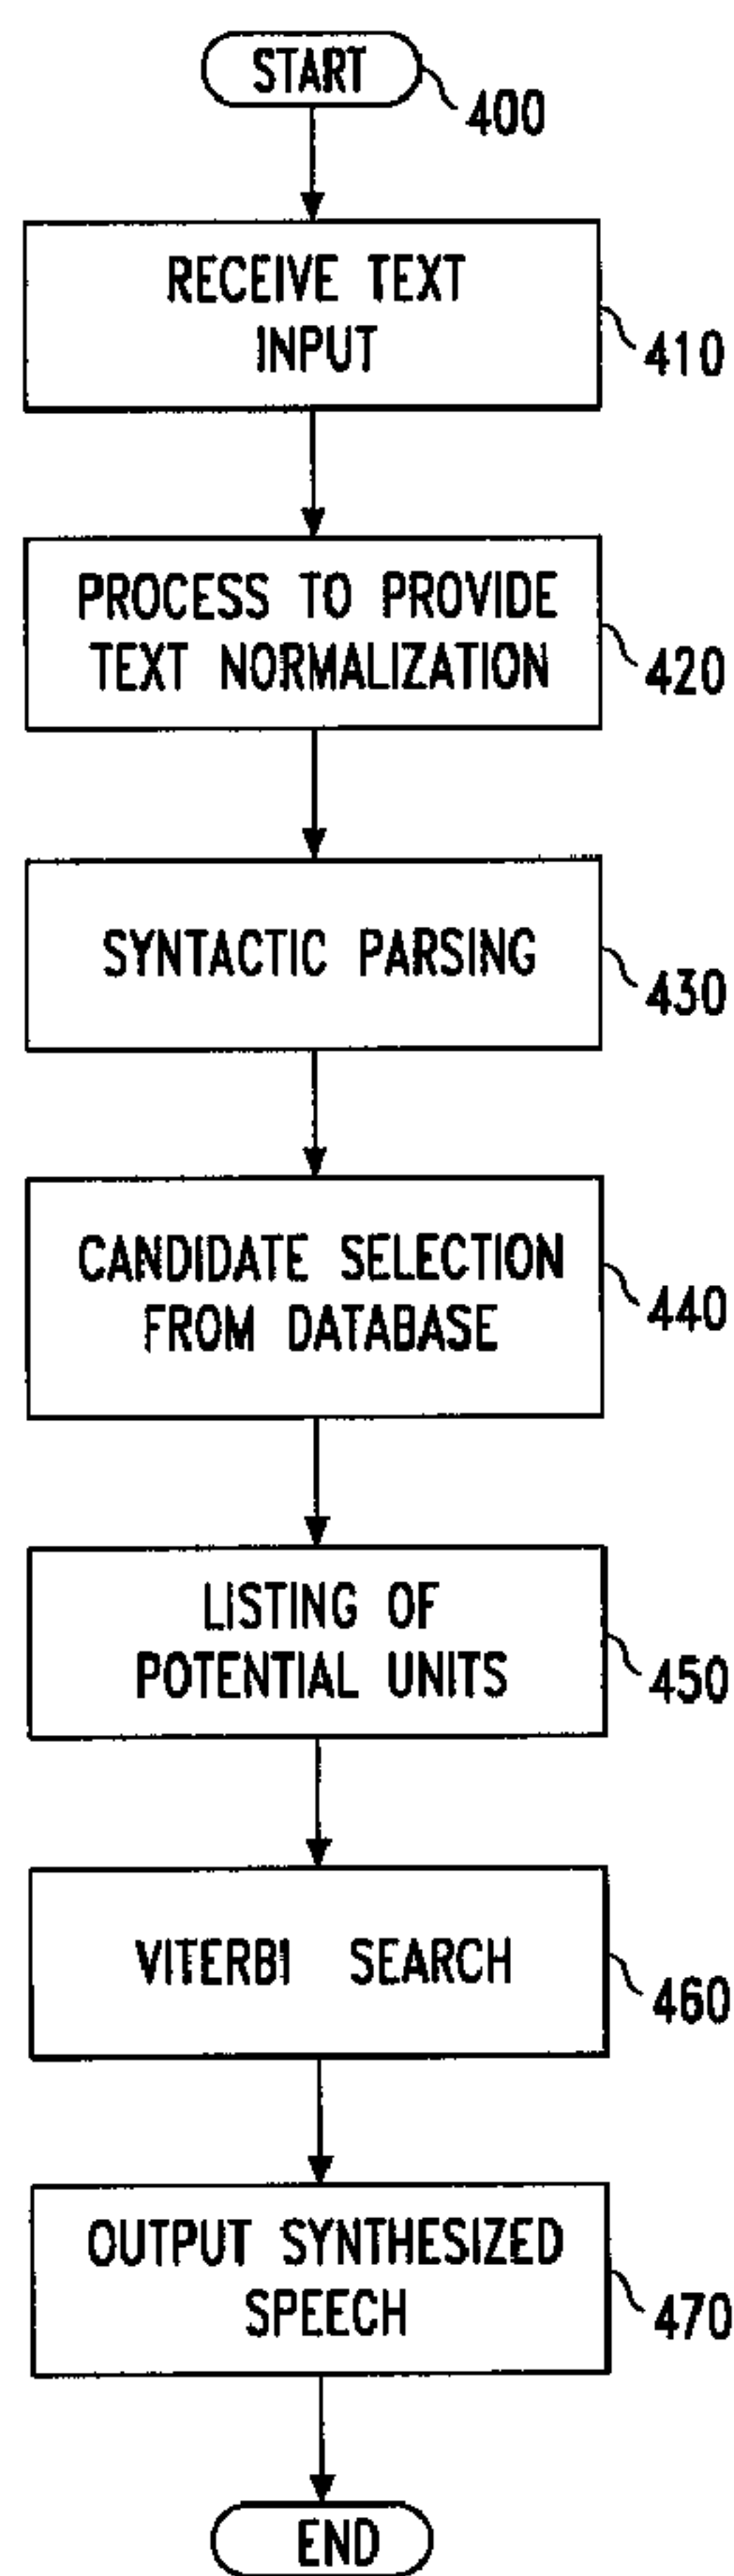 START
400
RECEIVE TEXT
INPUT
410
PROCESS TO PROVIDE
TEXT NORMALIZATION
420
SYNTACTIC PARSING
430
CANDIDATE SELECTION
FROM DATABASE
440
LISTING OF
POTENTIAL UNITS
450
VITERBI SEARCH
460
OUTPUT SYNTHESIZED
SPEECH
470
END